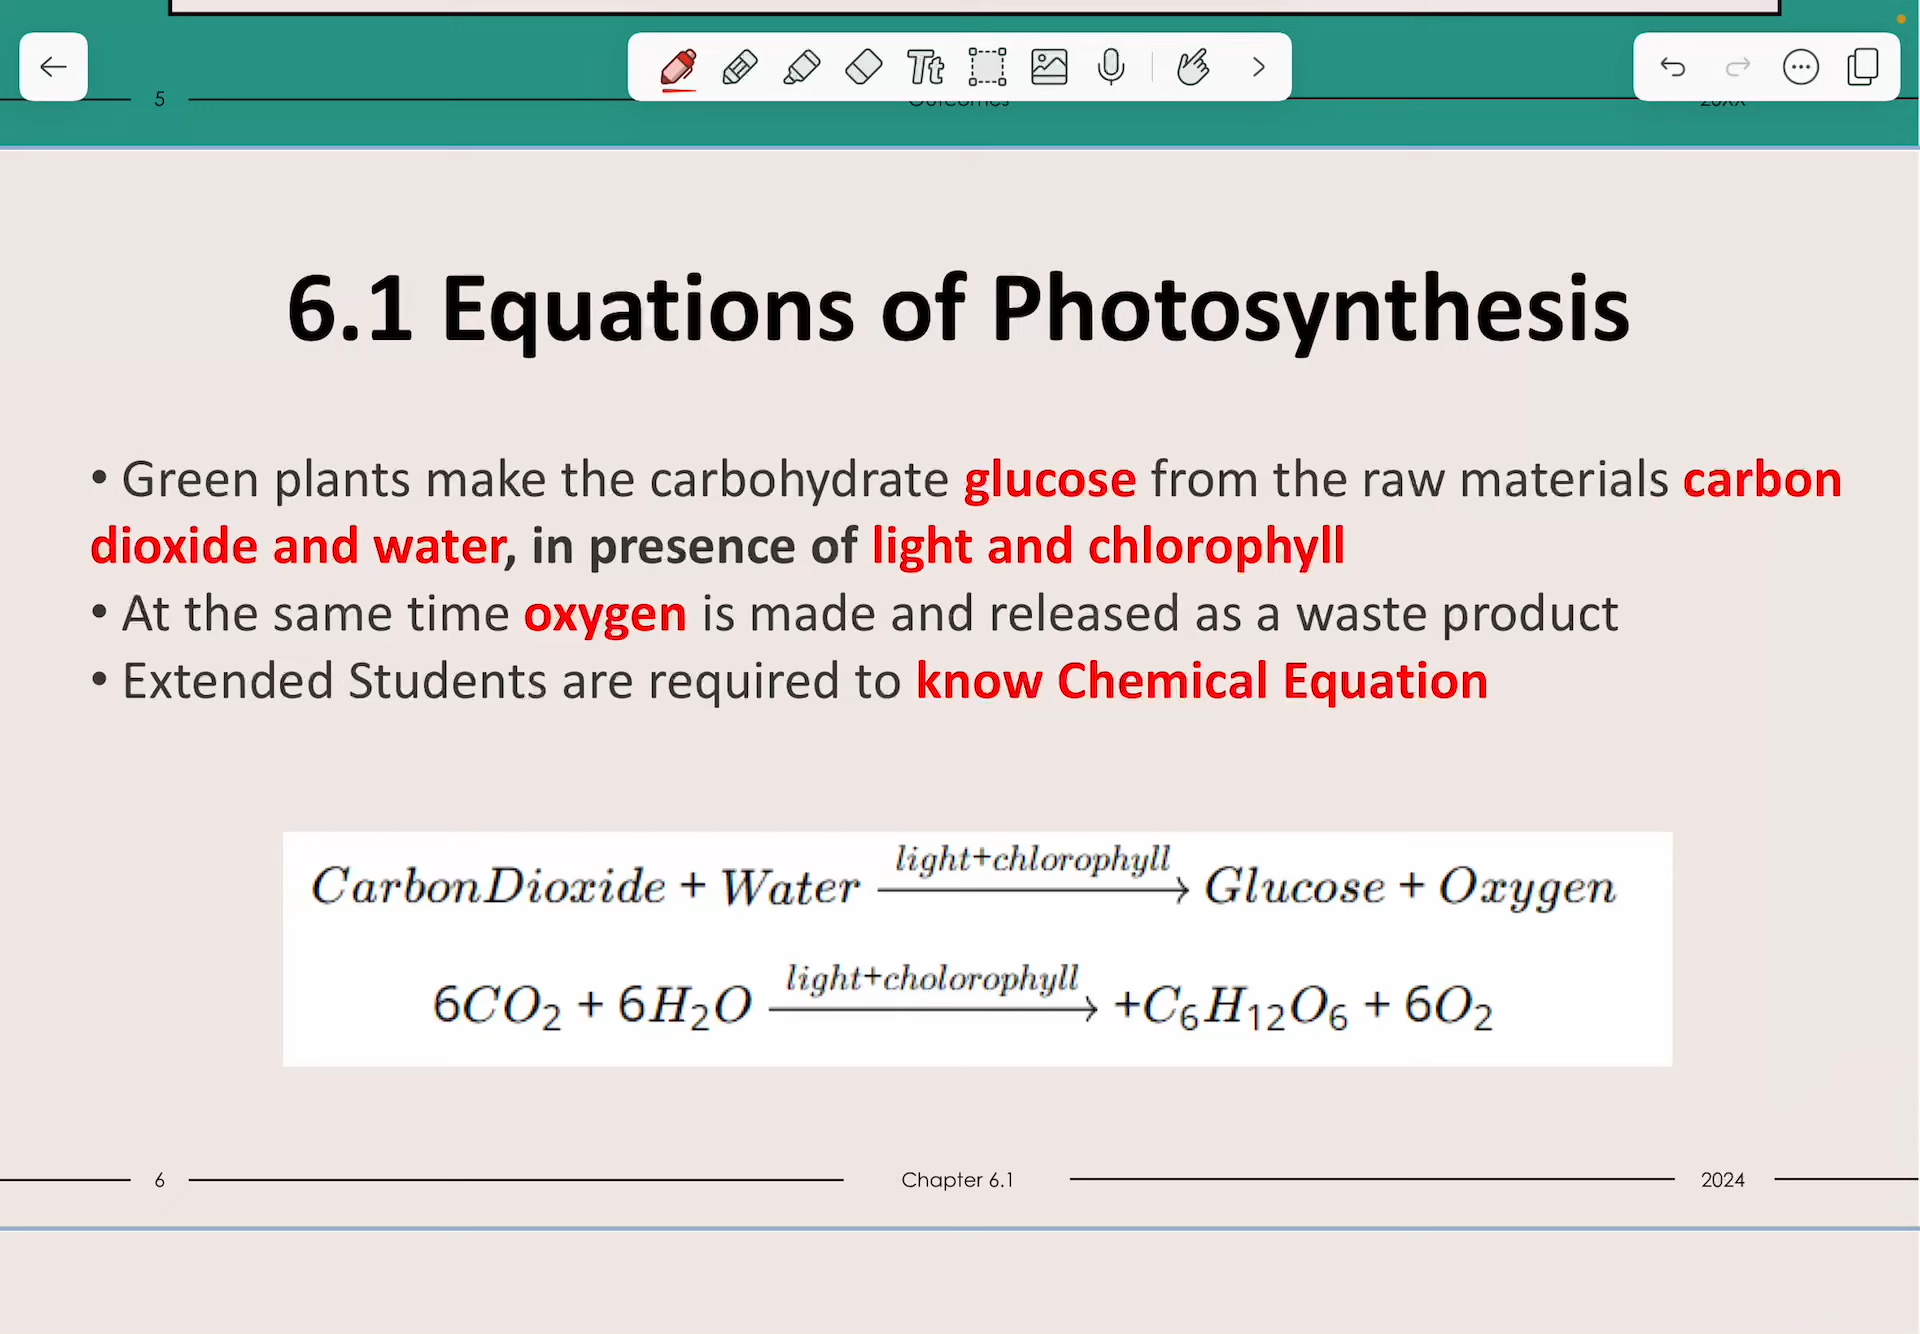 Tt
5
6.1 Equations of Photosynthesis
• Green plants make the carbohydrate glucose from the raw materials carbon
dioxide and water, in presence of light and chlorophyll
• At the same time oxygen is made and released as a waste product
• Extended Students are required to know Chemical Equation
light+chlorophyll
CarbonDioxide + Water ⟶ Glucose + Oxygen
light+cholorophyll
6CO₂ + 6H₂O ⟶ +C₆H₁₂O₆ + 6O₂
6 Chapter 6.1 2024